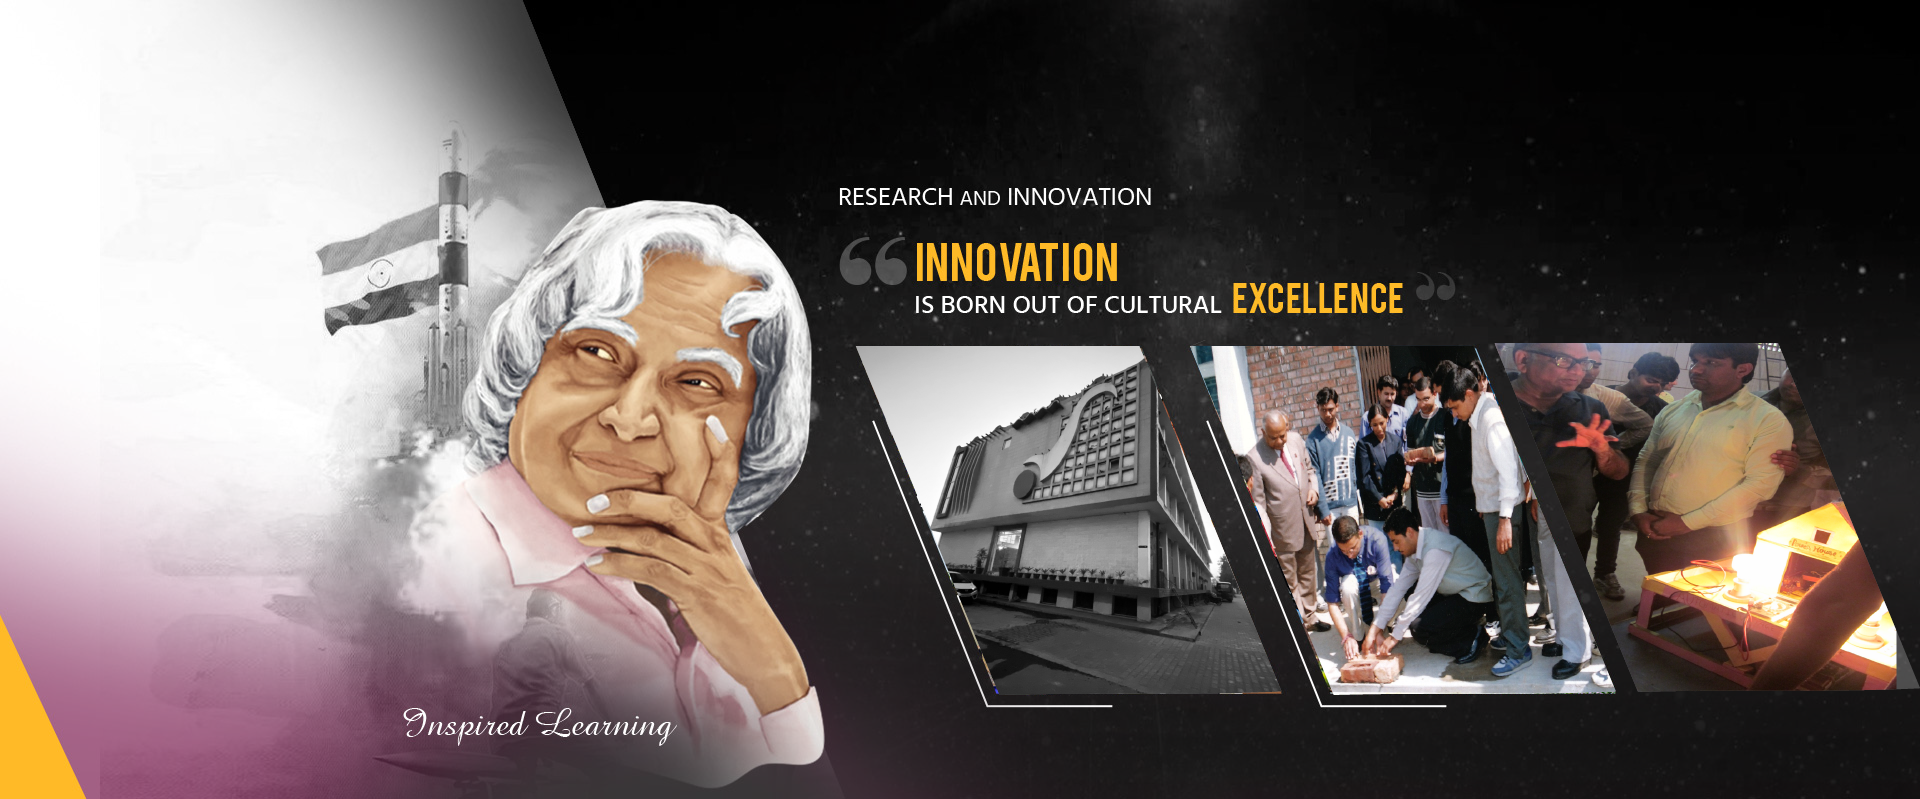 RESEARCH AND INNOVATION
“ INNOVATION
IS BORN OUT OF CULTURAL EXCELLENCE ”
Inspired Learning